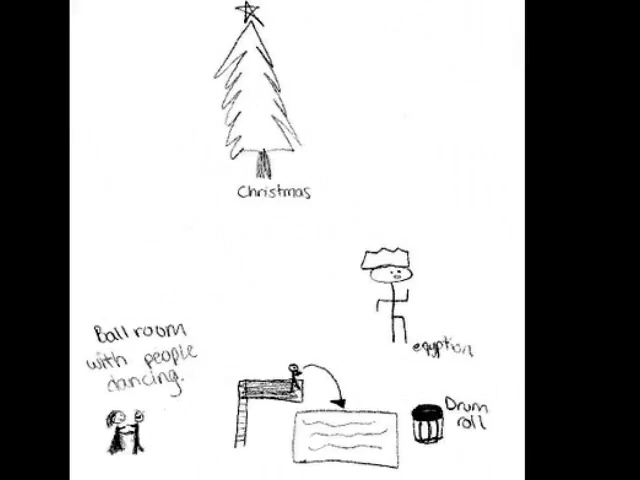 Christmas
egyption
Ball room
with people
dancing.
Drum
roll